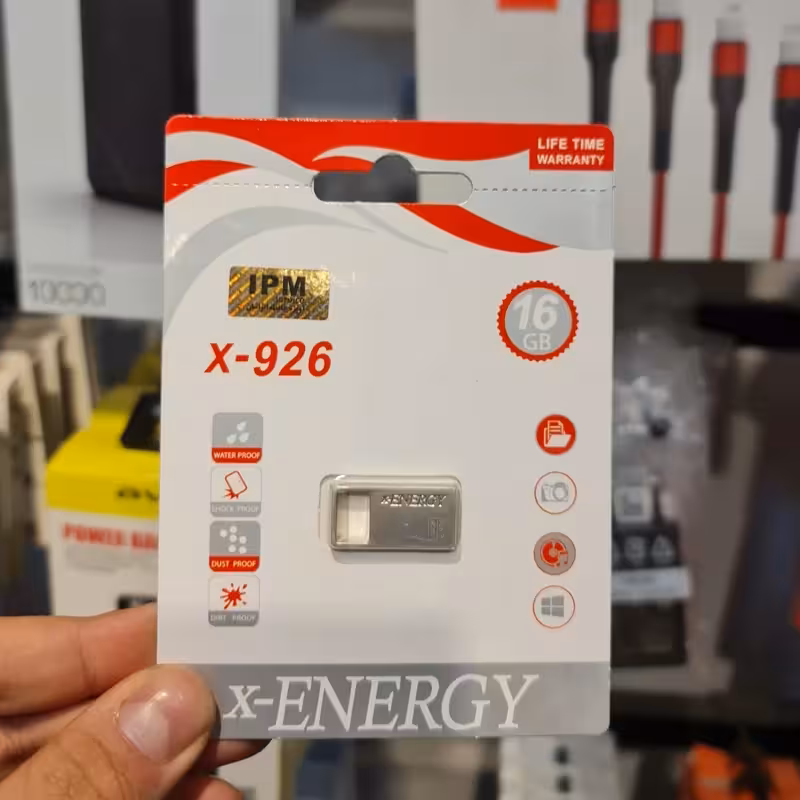 LIFE TIME
WARRANTY
IPM
16
GB
x-926
WATER PROOF
SHOCK PROOF
DUST PROOF
DIRT PROOF
x-ENERGY
x-ENERGY
10000
POWER BA